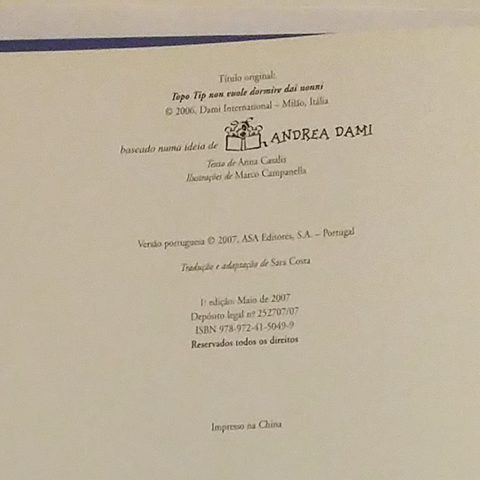 Título original:
Topo Tip non vuole dormire dai nonni
© 2006, Dami International – Milão, Itália
baseado numa ideia de ANDREA DAMI
Texto de Anna Casalis
Ilustrações de Marco Campanella
Versão portuguesa © 2007, ASA Editores, S.A. – Portugal
Tradução e adaptação de Sara Costa
1ª edição: Maio de 2007
Depósito legal nº 252707/07
ISBN 978-972-41-5049-9
Reservados todos os direitos
Impresso na China